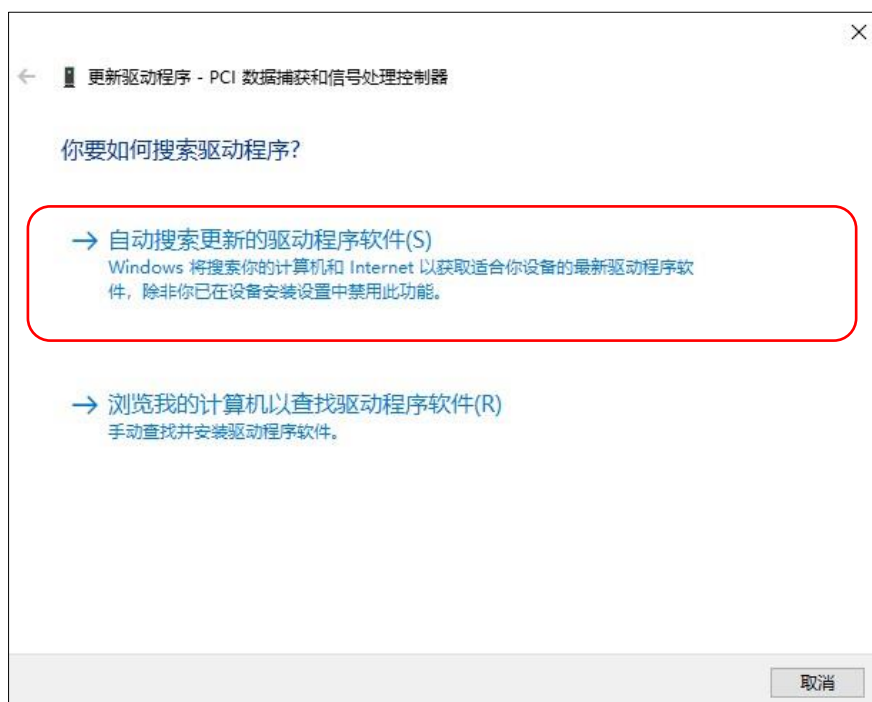 更新驱动程序 - PCI 数据捕获和信号处理控制器
你要如何搜索驱动程序?
→ 自动搜索更新的驱动程序软件(S)
Windows 将搜索你的计算机和 Internet 以获取适合你设备的最新驱动程序软
件，除非你已在设备安装设置中禁用此功能。
→ 浏览我的计算机以查找驱动程序软件(R)
手动查找并安装驱动程序软件。
取消